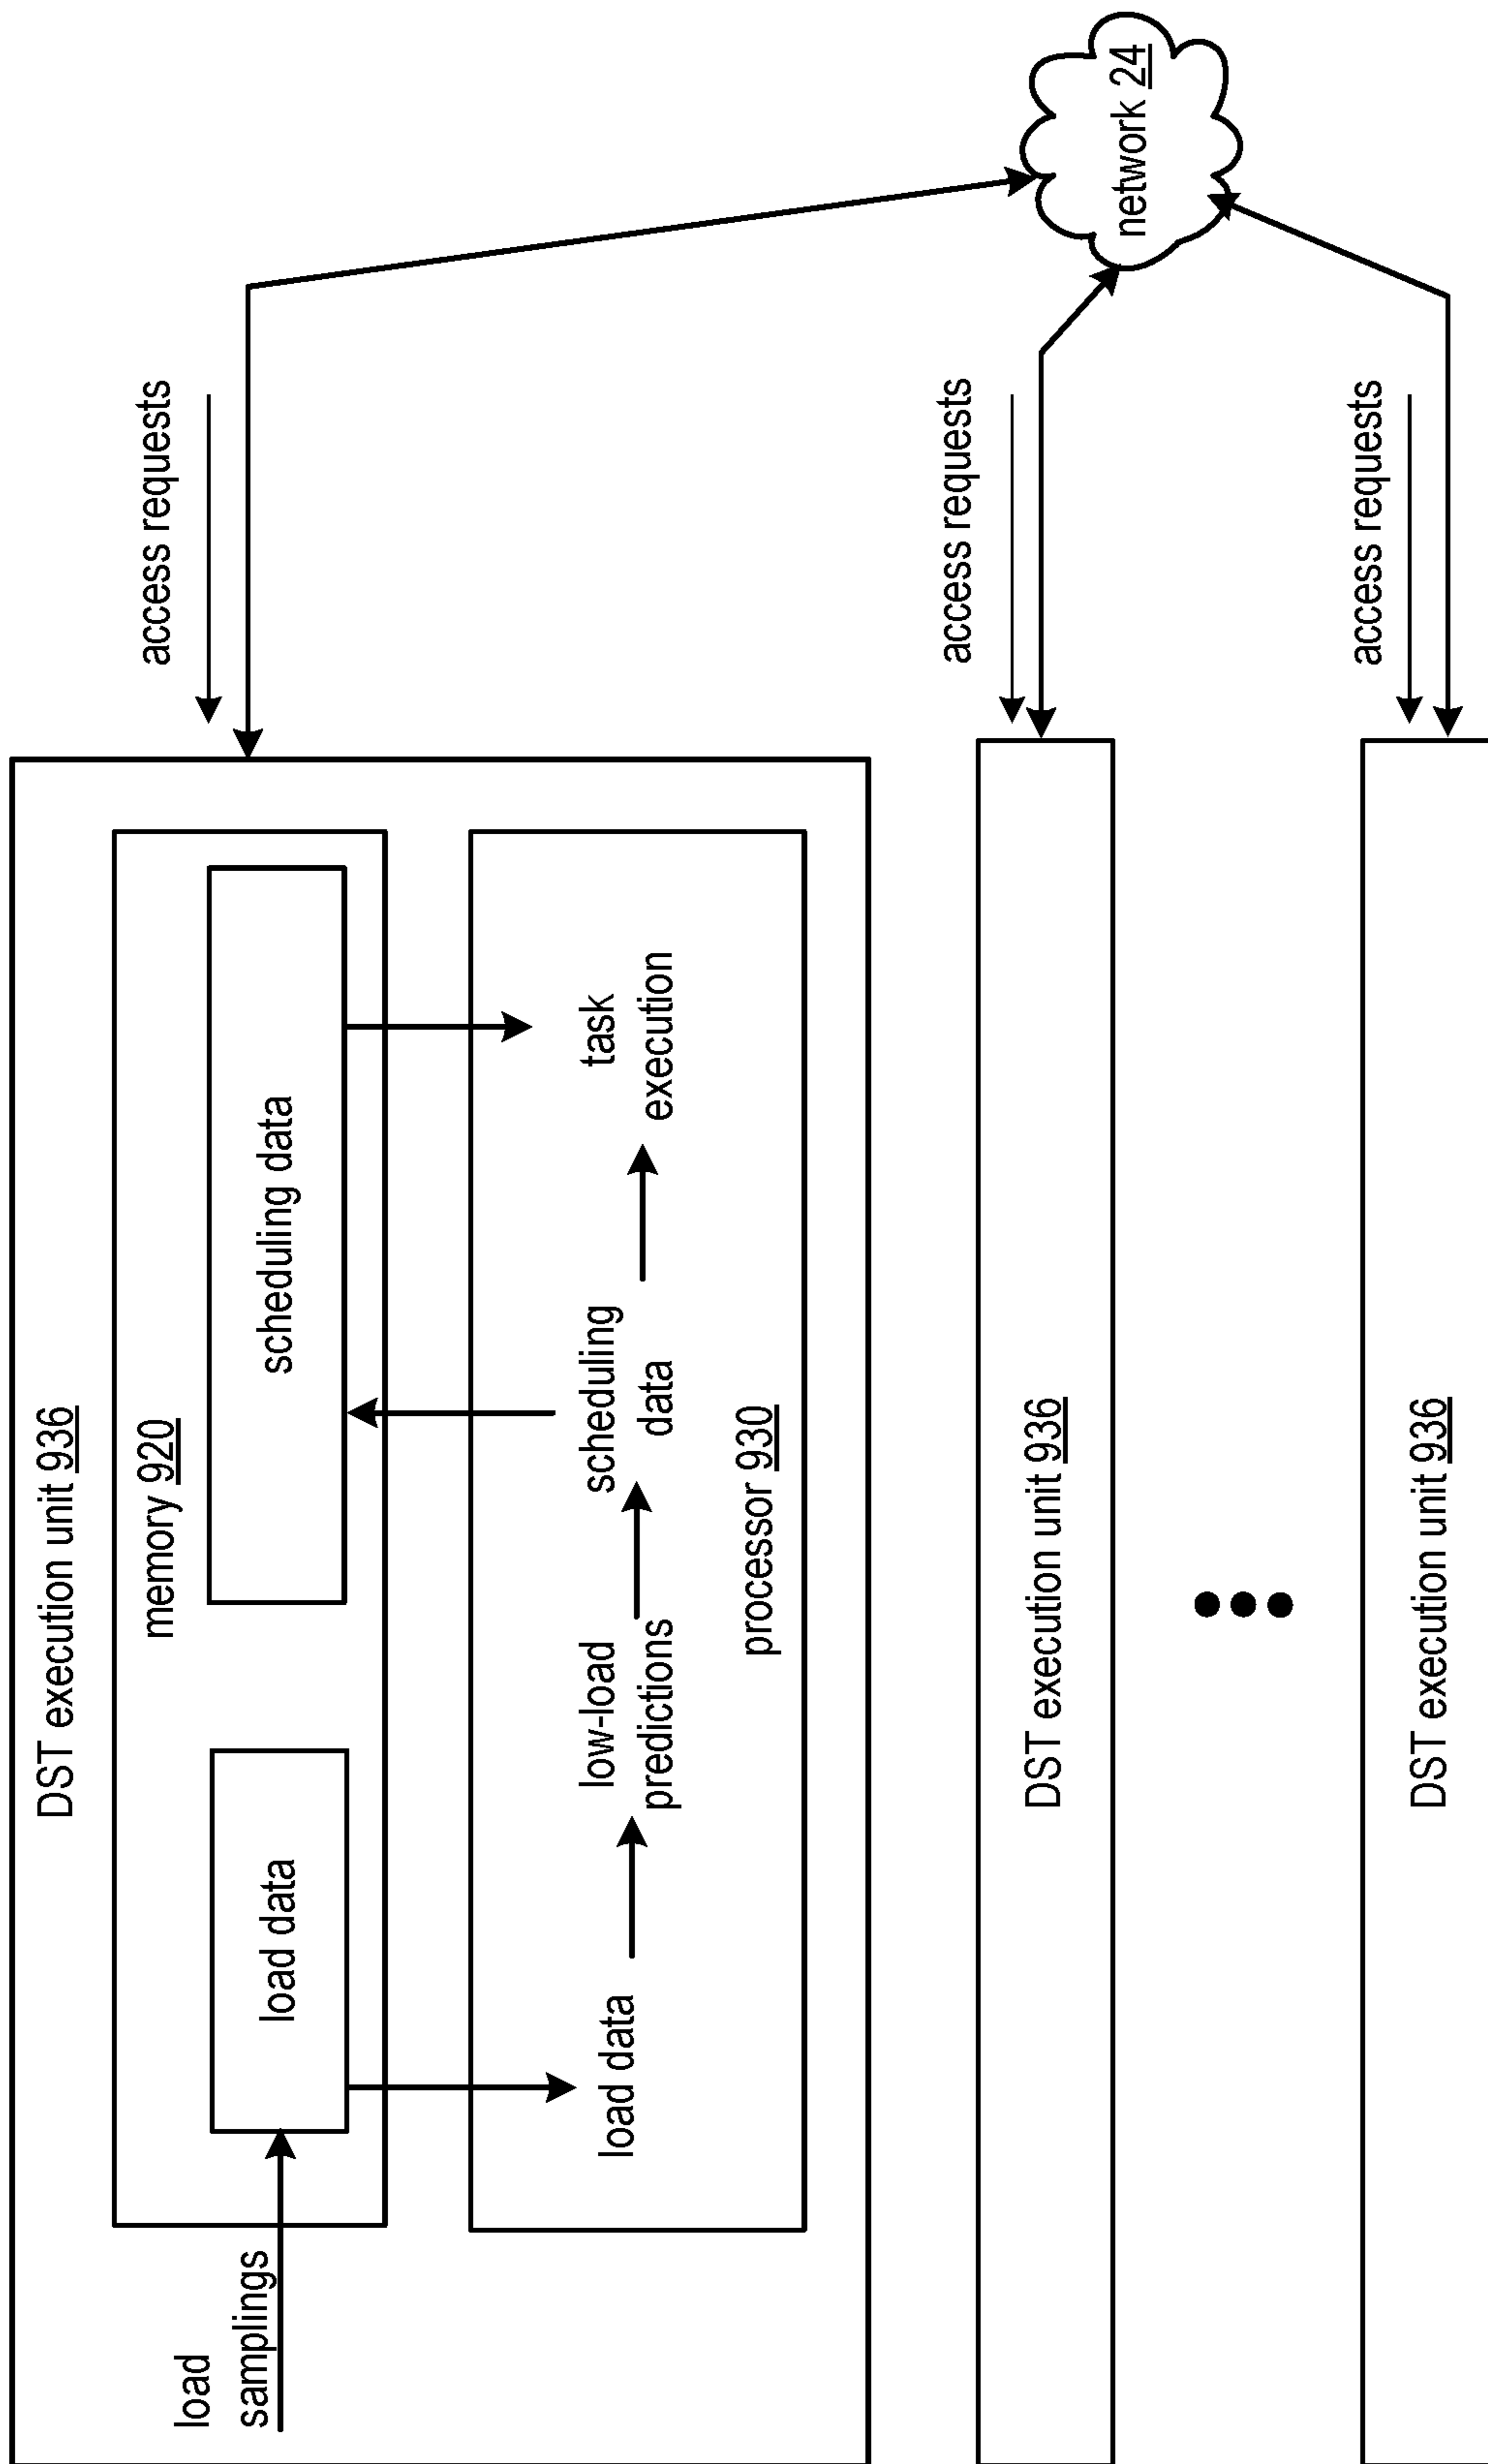 DST execution unit 936
memory 920
load
samplings
load data
scheduling data
access requests
load data
low-load
predictions
scheduling
data
task
execution
processor 930
DST execution unit 936
access requests
network 24
DST execution unit 936
access requests